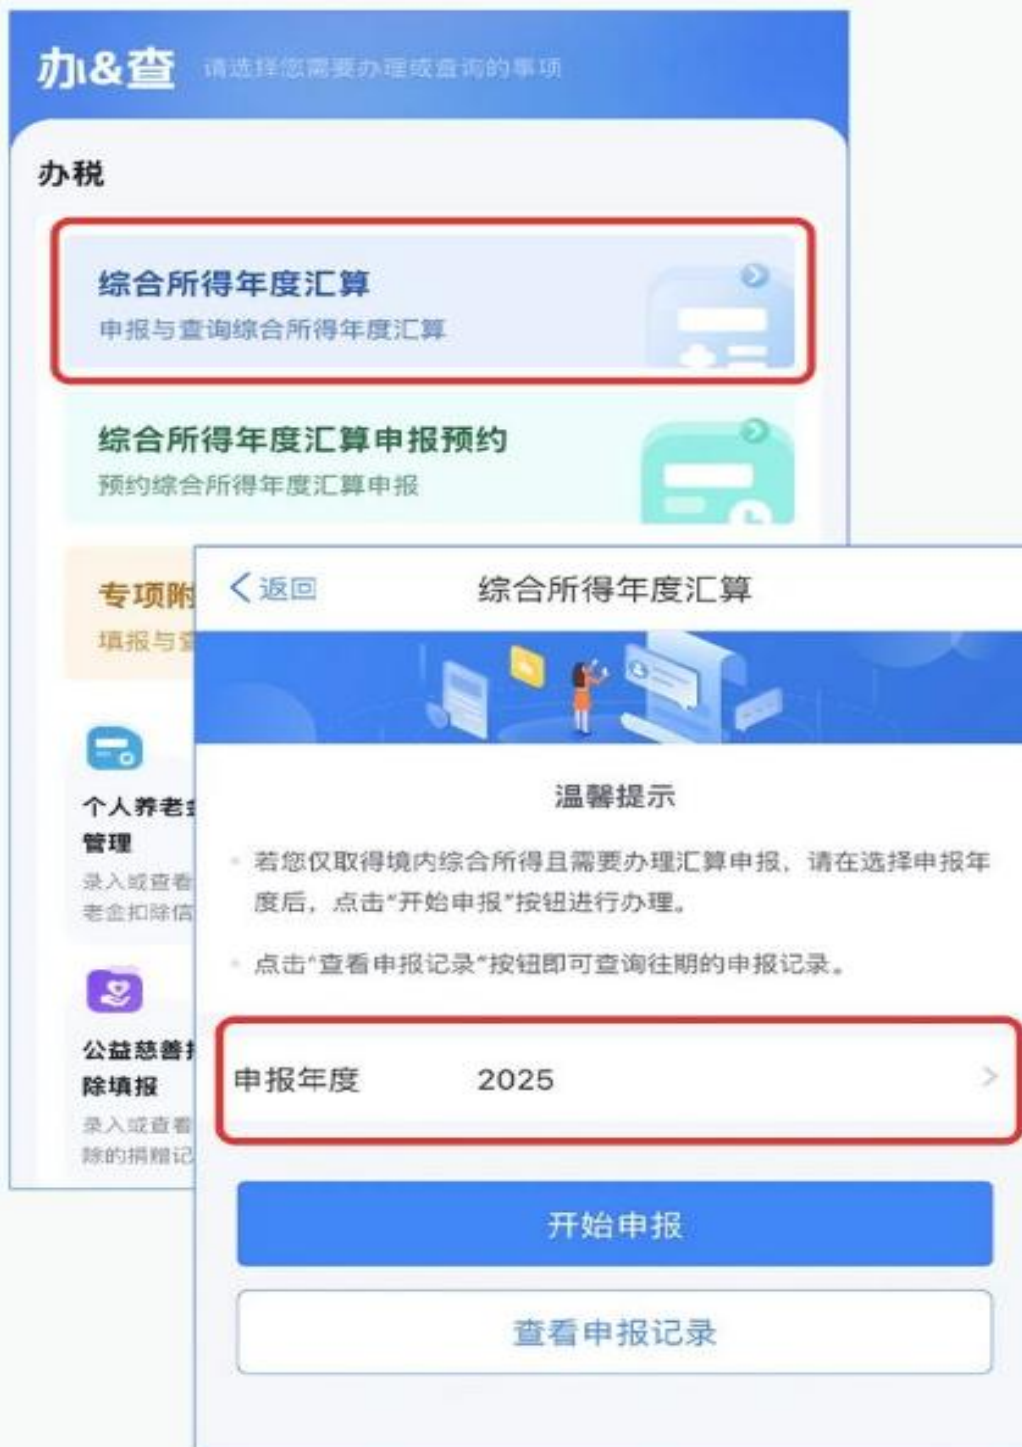 办&查 请选择您需要办理或查询的事项
办税
综合所得年度汇算
申报与查询综合所得年度汇算
综合所得年度汇算申报预约
预约综合所得年度汇算申报
专项附
填报与查
个人养老金
管理
录入或查看
老金扣除信
公益慈善捐
除填报
录入或查看
除的捐赠记
返回 综合所得年度汇算
温馨提示
若您仅取得境内综合所得且需要办理汇算申报，请在选择申报年
度后，点击“开始申报”按钮进行办理。
点击“查看申报记录”按钮即可查询往期的申报记录。
申报年度 2025
开始申报
查看申报记录